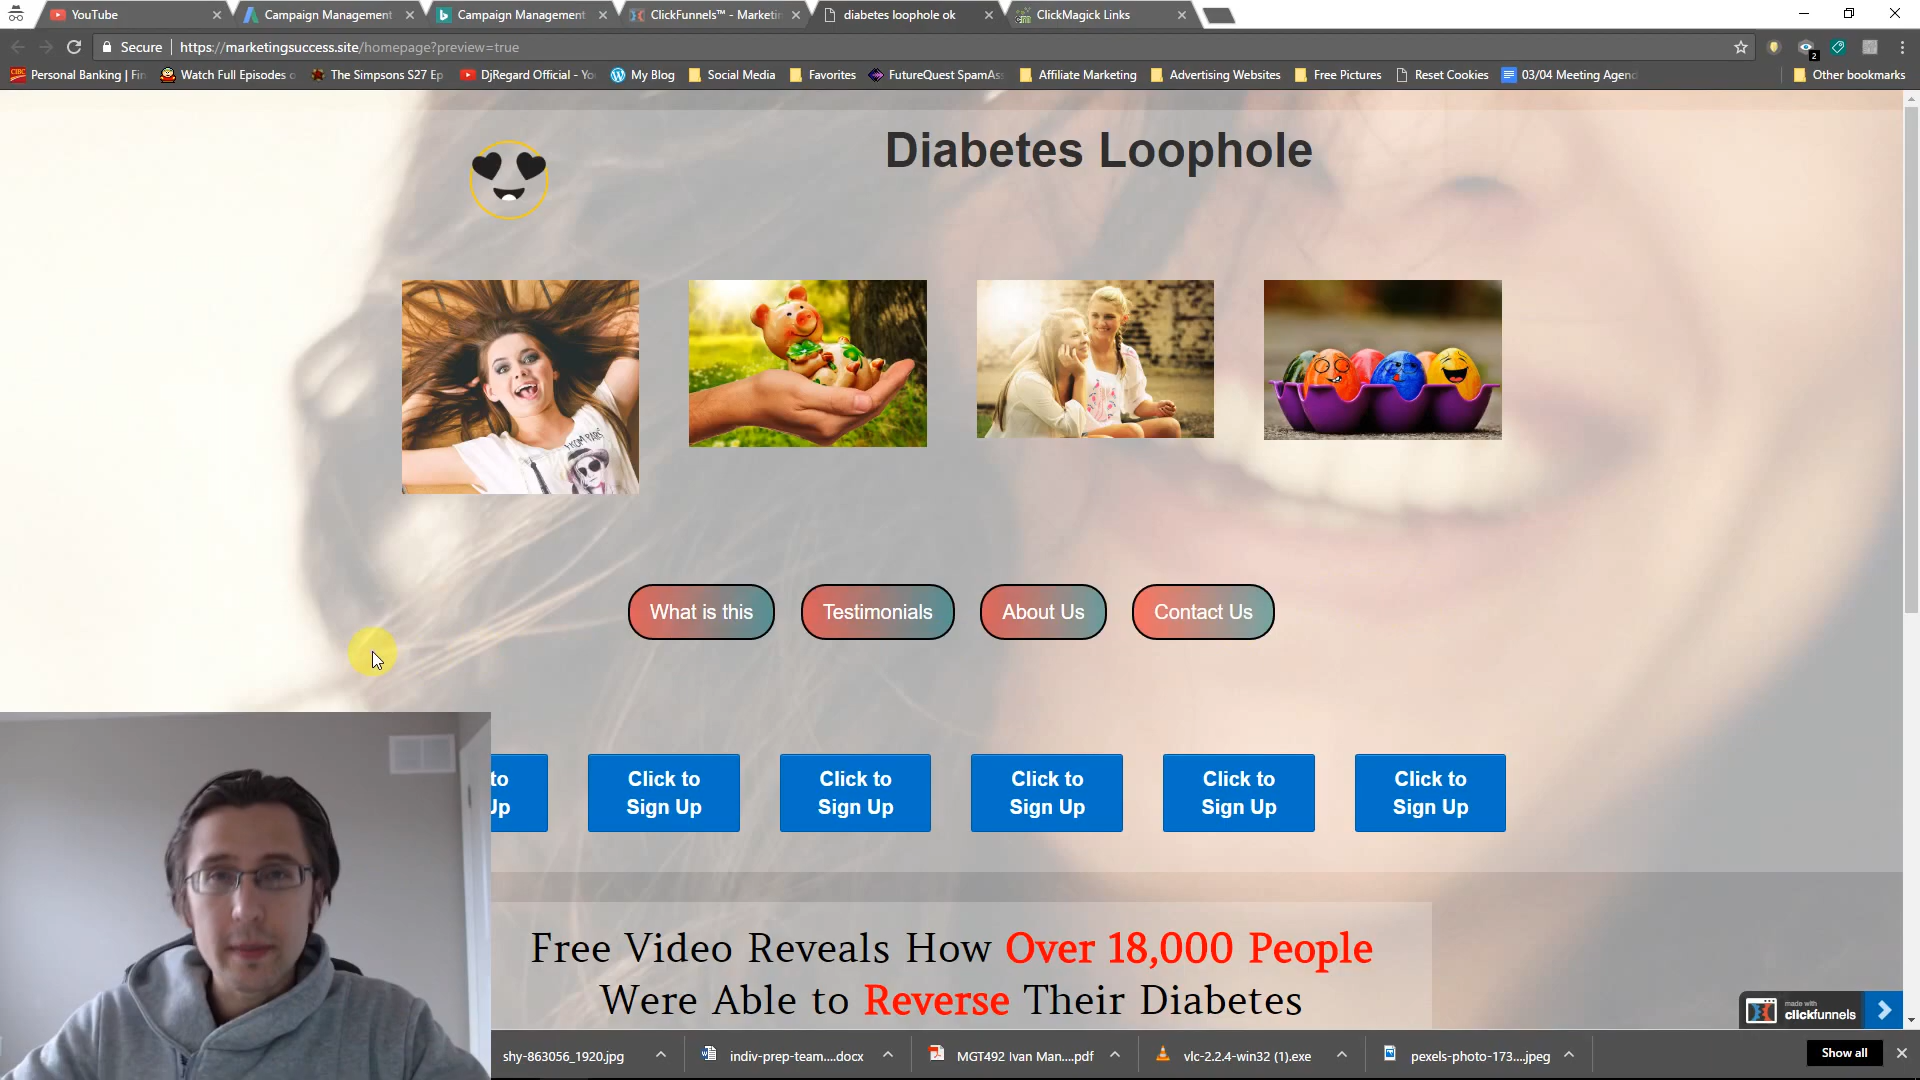 YouTube
Campaign Management
Campaign Management
ClickFunnels™ - Marketin
diabetes loophole ok
ClickMagick Links
Secure
https://marketingsuccess.site/homepage?preview=true
2
Personal Banking | Fin
Watch Full Episodes o
The Simpsons S27 Ep
DjRegard Official - Yo
My Blog
Social Media
Favorites
FutureQuest SpamAss
Affiliate Marketing
Advertising Websites
Free Pictures
Reset Cookies
03/04 Meeting Agend
Other bookmarks
Diabetes Loophole
What is this
Testimonials
About Us
Contact Us
to
Up
Click to
Sign Up
Click to
Sign Up
Click to
Sign Up
Click to
Sign Up
Click to
Sign Up
Free Video Reveals How Over 18,000 People
Were Able to Reverse Their Diabetes
made with
clickfunnels
shy-863056_1920.jpg
indiv-prep-team....docx
MGT492 Ivan Man....pdf
vlc-2.2.4-win32 (1).exe
pexels-photo-173....jpeg
Show all